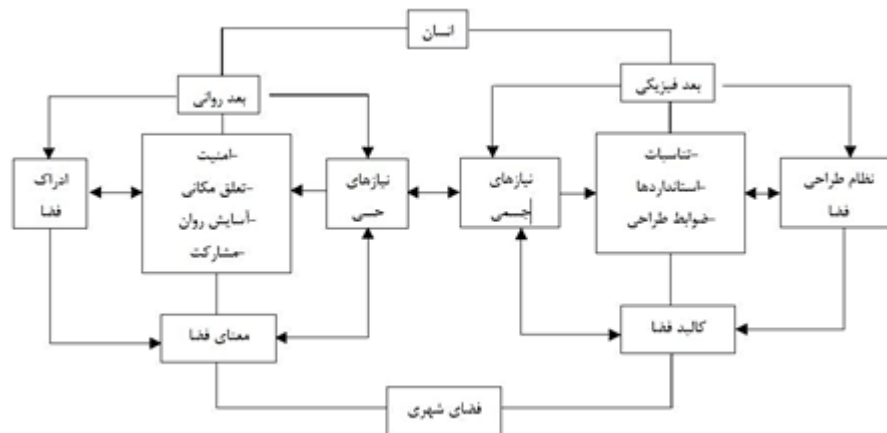 انسان
بعد فیزیکی
بعد روانی
نظام طراحی
فضا
-تناسبات
-استانداردها
-ضوابط طراحی
نیازهای
جسمی
نیازهای
حسی
-امنیت
-تعلق مکانی
-آسایش روان
-مشارکت
ادراک
فضا
کالبد فضا
معنای فضا
فضای شهری